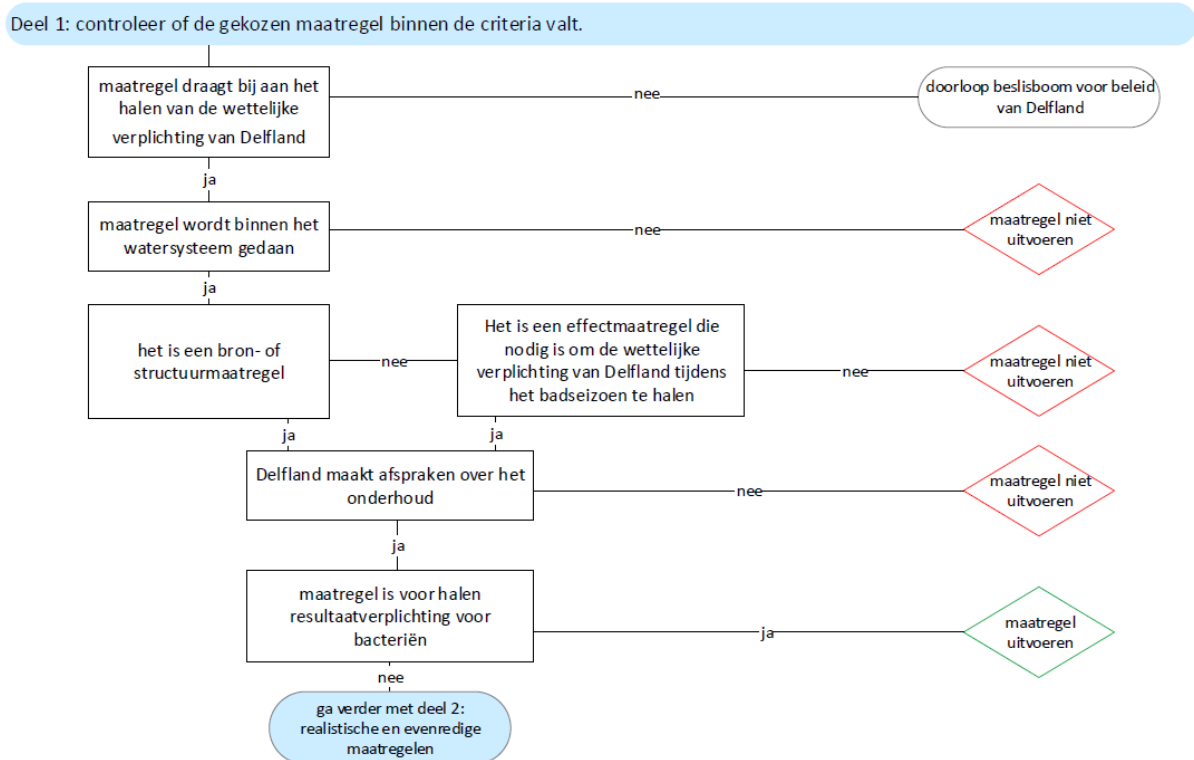 Deel 1: controleer of de gekozen maatregel binnen de criteria valt.
maatregel draagt bij aan het
halen van de wettelijke
verplichting van Delfland
nee
doorloop beslisboom voor beleid
van Delfland
ja
maatregel wordt binnen het
watersysteem gedaan
nee
maatregel niet
uitvoeren
ja
het is een bron- of
structuurmaatregel
nee
Het is een effectmaatregel die
nodig is om de wettelijke
verplichting van Delfland tijdens
het badseizoen te halen
nee
maatregel niet
uitvoeren
ja
ja
Delfland maakt afspraken over het
onderhoud
nee
maatregel niet
uitvoeren
ja
maatregel is voor halen
resultaatverplichting voor
bacteriën
ja
maatregel
uitvoeren
nee
ga verder met deel 2:
realistische en evenredige
maatregelen